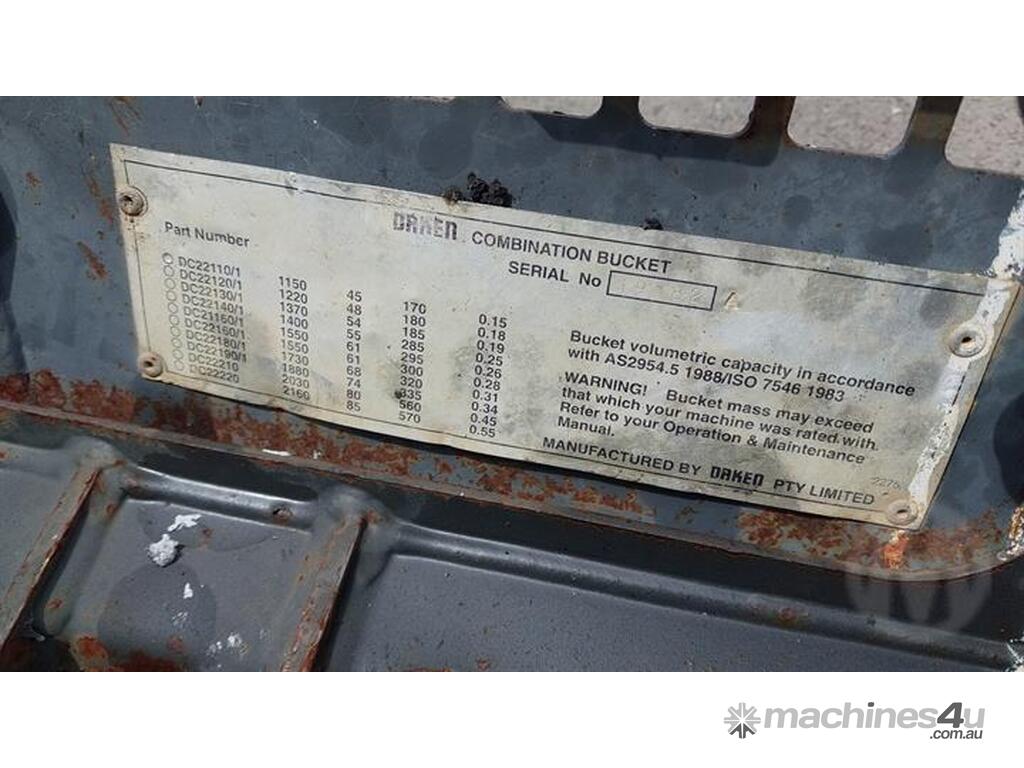 DRKEN COMBINATION BUCKET
SERIAL No
Part Number
DC22110/1 1150 45 170 0.15
DC22120/1 1220 48 180 0.18
DC22130/1 1370 54 185 0.19
DC22140/1 1400 55 285 0.25
DC21160/1 1550 61 295 0.26
DC22160/1 1550 61 300 0.28
DC22180/1 1730 68 320 0.31
DC22190/1 1880 74 335 0.34
DC22210 2030 80 560 0.45
DC22220 2160 85 570 0.55
Bucket volumetric capacity in accordance
with AS2954.5 1988/ISO 7546 1983
WARNING! Bucket mass may exceed
that which your machine was rated with.
Refer to your Operation & Maintenance
Manual.
MANUFACTURED BY DRKEN PTY LIMITED
machines4u
.com.au